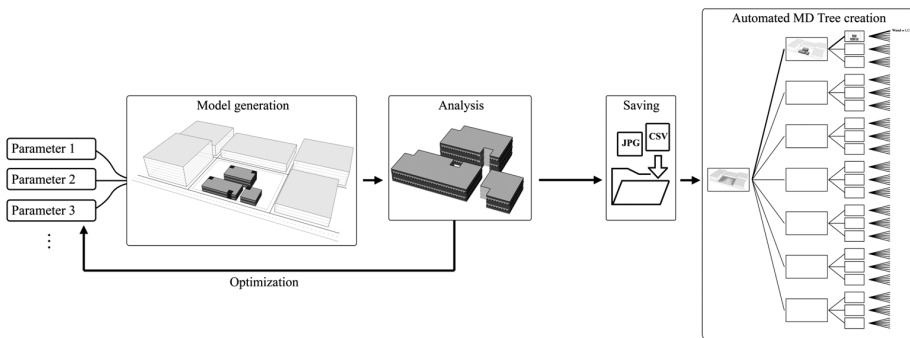 Automated MD Tree creation
Model generation
Analysis
Saving
JPG
CSV
Parameter 1
Parameter 2
Parameter 3
Optimization